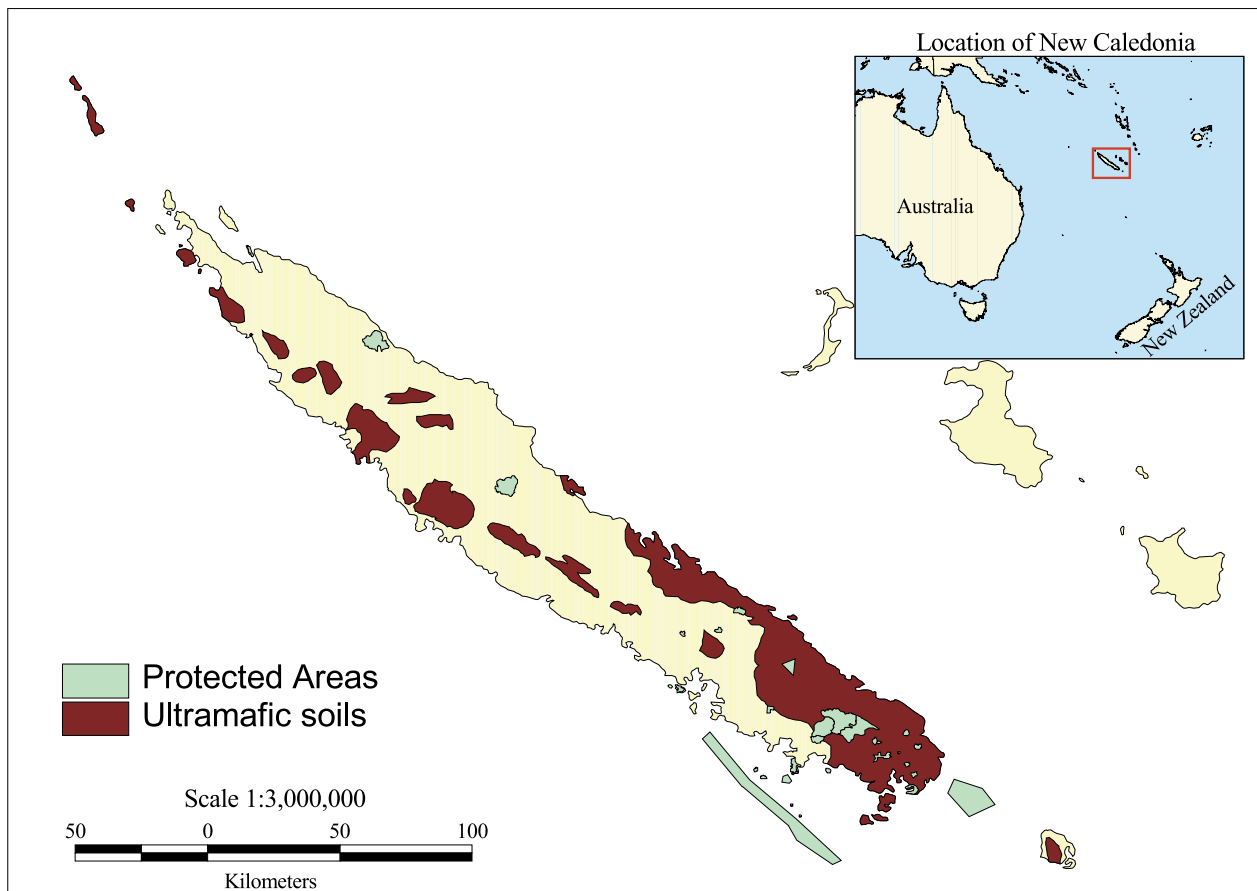 Location of New Caledonia
Australia
New Zealand
Protected Areas
Ultramafic soils
Scale 1:3,000,000
50 0 50 100
Kilometers